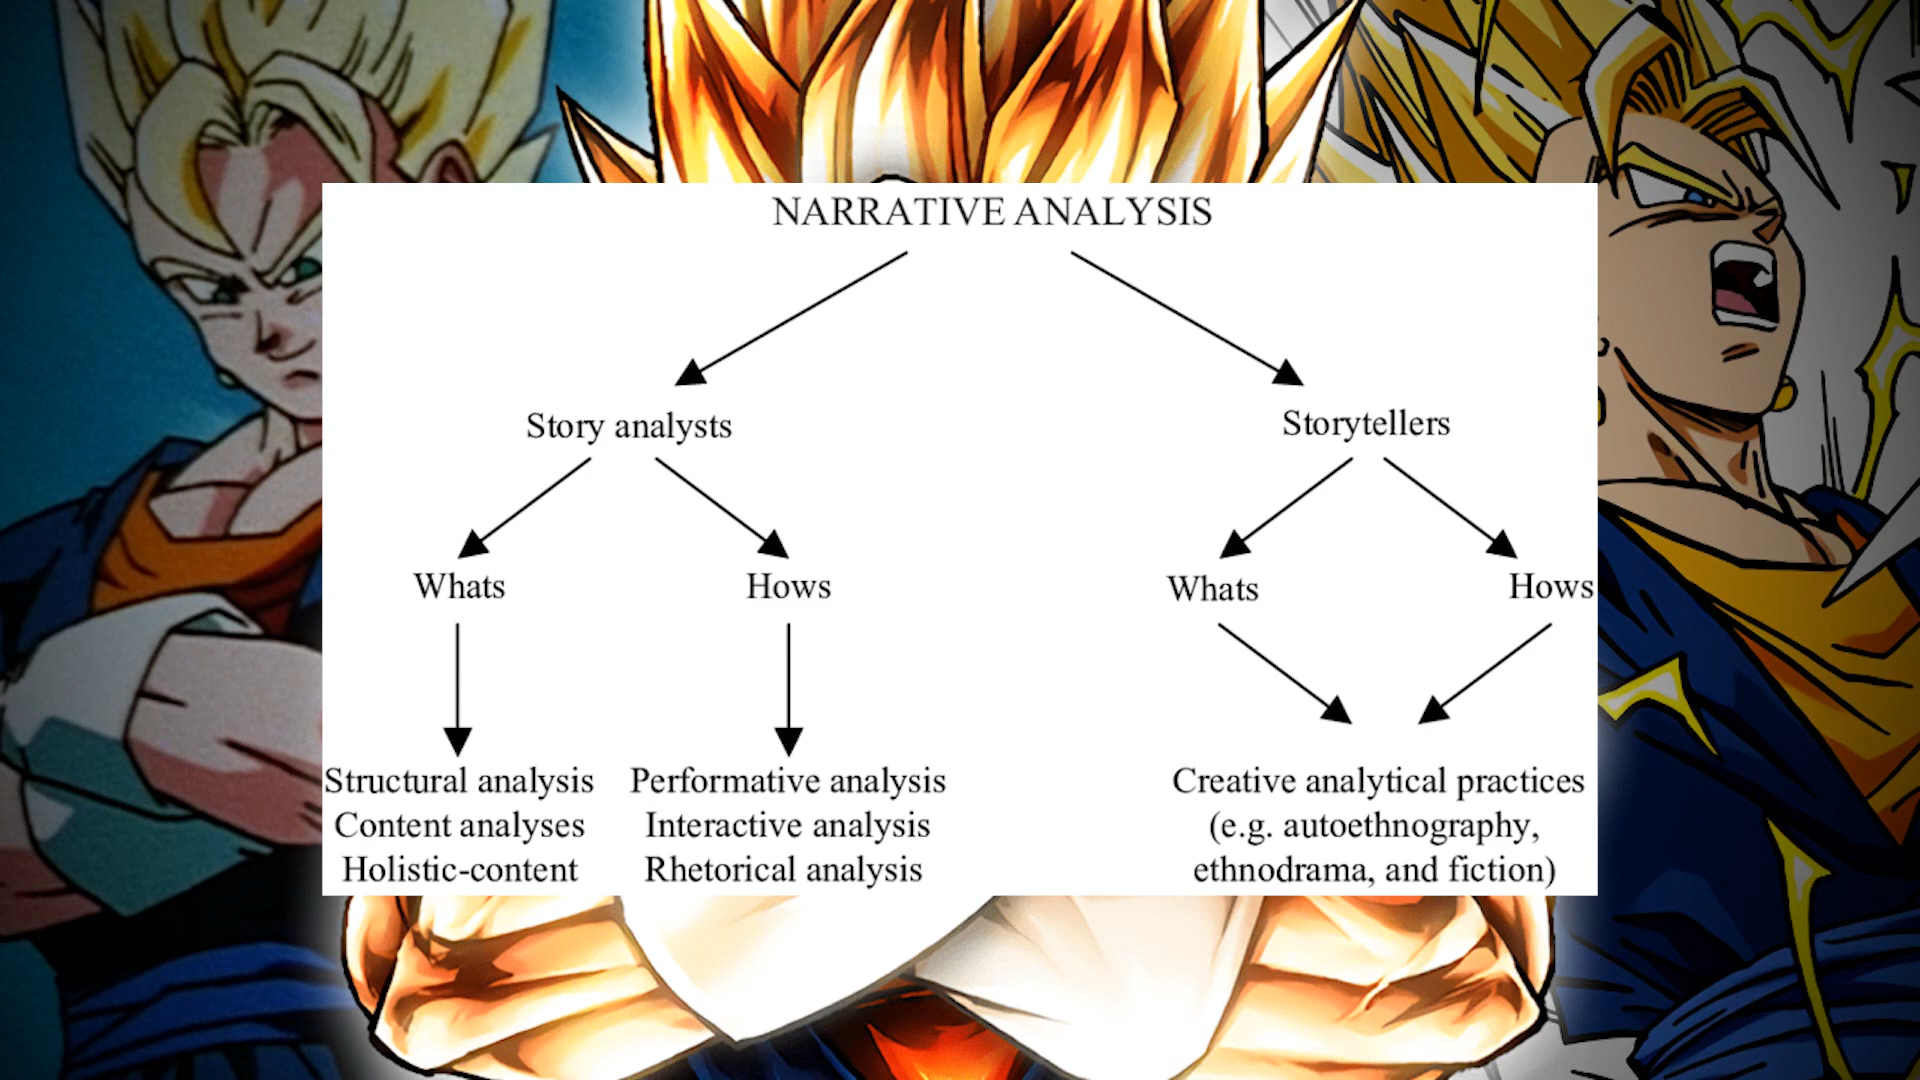 NARRATIVE ANALYSIS
Story analysts
Storytellers
Whats
Hows
Whats
Hows
Structural analysis
Content analyses
Holistic-content
Performative analysis
Interactive analysis
Rhetorical analysis
Creative analytical practices
(e.g. autoethnography,
ethnodrama, and fiction)